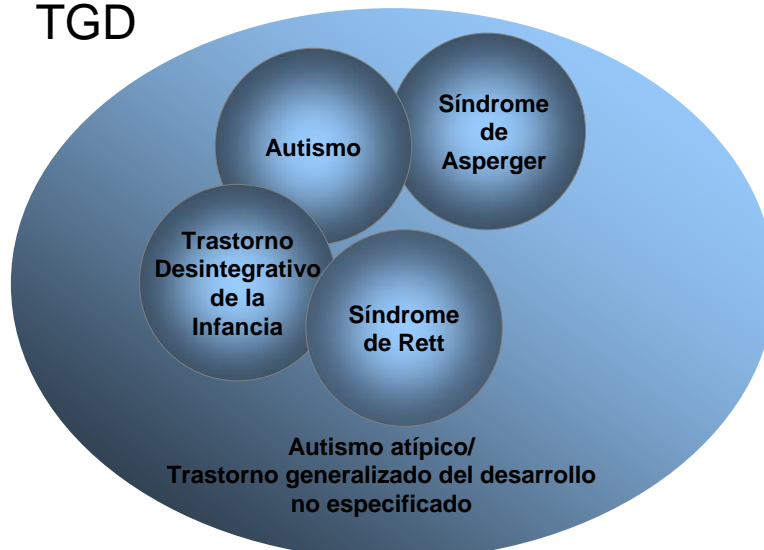 TGD
Autismo
Síndrome
de
Asperger
Trastorno
Desintegrativo
de la
Infancia
Síndrome
de Rett
Autismo atípico/
Trastorno generalizado del desarrollo
no especificado